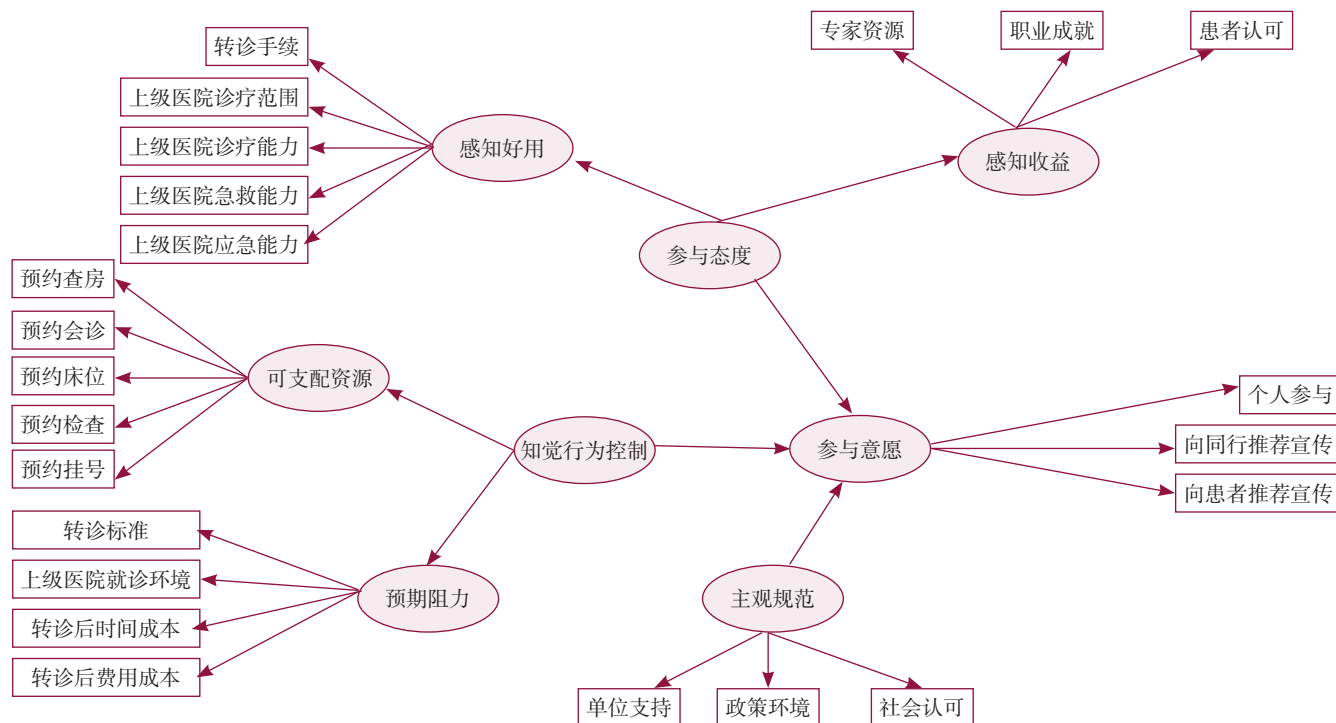 专家资源
职业成就
患者认可
转诊手续
上级医院诊疗范围
上级医院诊疗能力
上级医院急救能力
上级医院应急能力
感知好用
感知收益
参与态度
预约查房
预约会诊
预约床位
预约检查
预约挂号
可支配资源
知觉行为控制
参与意愿
个人参与
向同行推荐宣传
向患者推荐宣传
转诊标准
上级医院就诊环境
转诊后时间成本
转诊后费用成本
预期阻力
主观规范
单位支持
政策环境
社会认可